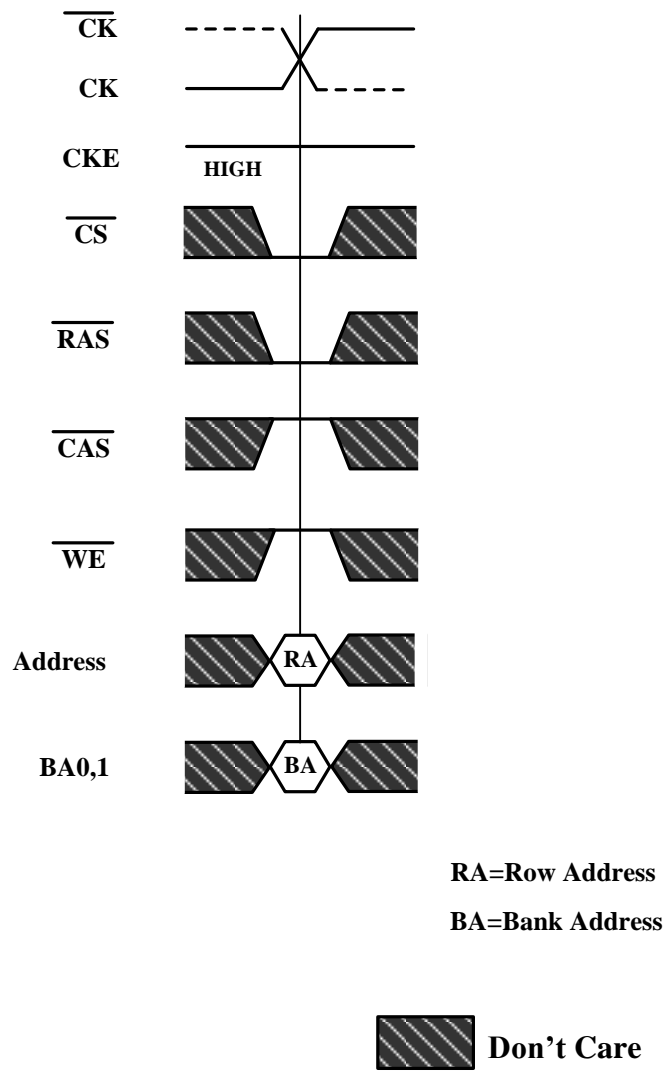 CK
CK
CKE
HIGH
CS
RAS
CAS
WE
Address
RA
BA0,1
BA
RA=Row Address
BA=Bank Address
Don't Care